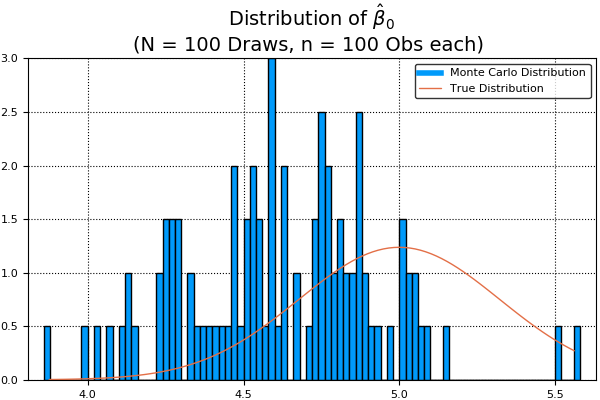 Distribution of β̂₀
(N = 100 Draws, n = 100 Obs each)
Monte Carlo Distribution
True Distribution
3.0
2.5
2.0
1.5
1.0
0.5
0.0
4.0 4.5 5.0 5.5